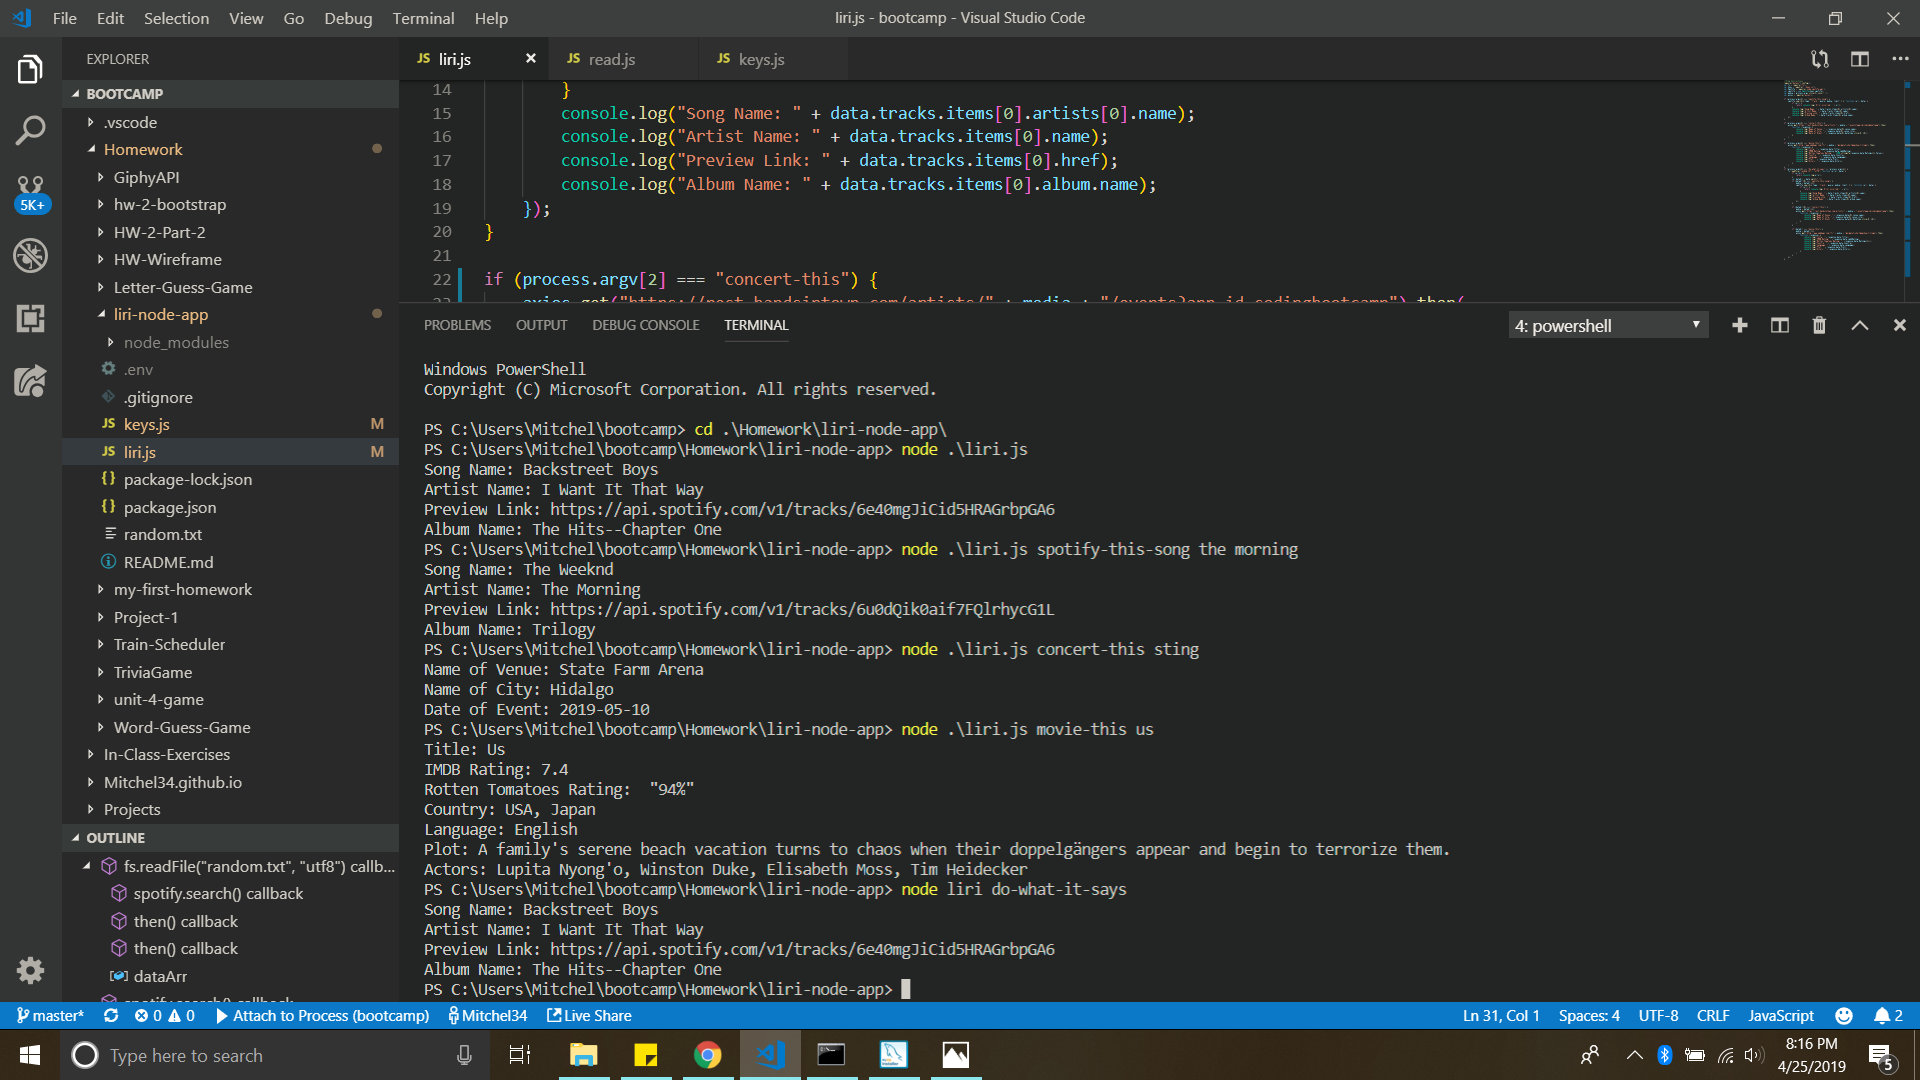 File Edit Selection View Go Debug Terminal Help
liri.js - bootcamp - Visual Studio Code
EXPLORER
JS liri.js
JS read.js
JS keys.js
BOOTCAMP
.vscode
Homework
GiphyAPI
hw-2-bootstrap
HW-2-Part-2
HW-Wireframe
Letter-Guess-Game
liri-node-app
node_modules
.env
.gitignore
JS keys.js M
JS liri.js M
{} package-lock.json
{} package.json
random.txt
README.md
my-first-homework
Project-1
Train-Scheduler
TriviaGame
unit-4-game
Word-Guess-Game
In-Class-Exercises
Mitchel34.github.io
Projects
OUTLINE
fs.readFile("random.txt", "utf8") callb...
spotify.search() callback
then() callback
then() callback
dataArr
spotify.search() callback
5K+
14 }
15 console.log("Song Name: " + data.tracks.items[0].artists[0].name);
16 console.log("Artist Name: " + data.tracks.items[0].name);
17 console.log("Preview Link: " + data.tracks.items[0].href);
18 console.log("Album Name: " + data.tracks.items[0].album.name);
19 });
20 }
21
22 if (process.argv[2] === "concert-this") {
PROBLEMS OUTPUT DEBUG CONSOLE TERMINAL
4: powershell
Windows PowerShell
Copyright (C) Microsoft Corporation. All rights reserved.
PS C:\Users\Mitchel\bootcamp> cd .\Homework\liri-node-app\
PS C:\Users\Mitchel\bootcamp\Homework\liri-node-app> node .\liri.js
Song Name: Backstreet Boys
Artist Name: I Want It That Way
Preview Link: https://api.spotify.com/v1/tracks/6e40mgJiCid5HRAGrbpGA6
Album Name: The Hits--Chapter One
PS C:\Users\Mitchel\bootcamp\Homework\liri-node-app> node .\liri.js spotify-this-song the morning
Song Name: The Weeknd
Artist Name: The Morning
Preview Link: https://api.spotify.com/v1/tracks/6u0dQik0aif7FQlrhycG1L
Album Name: Trilogy
PS C:\Users\Mitchel\bootcamp\Homework\liri-node-app> node .\liri.js concert-this sting
Name of Venue: State Farm Arena
Name of City: Hidalgo
Date of Event: 2019-05-10
PS C:\Users\Mitchel\bootcamp\Homework\liri-node-app> node .\liri.js movie-this us
Title: Us
IMDB Rating: 7.4
Rotten Tomatoes Rating:  "94%"
Country: USA, Japan
Language: English
Plot: A family's serene beach vacation turns to chaos when their doppelgängers appear and begin to terrorize them.
Actors: Lupita Nyong'o, Winston Duke, Elisabeth Moss, Tim Heidecker
PS C:\Users\Mitchel\bootcamp\Homework\liri-node-app> node liri do-what-it-says
Song Name: Backstreet Boys
Artist Name: I Want It That Way
Preview Link: https://api.spotify.com/v1/tracks/6e40mgJiCid5HRAGrbpGA6
Album Name: The Hits--Chapter One
PS C:\Users\Mitchel\bootcamp\Homework\liri-node-app>
master* 0 0 Attach to Process (bootcamp) Mitchel34 Live Share
Ln 31, Col 1 Spaces: 4 UTF-8 CRLF JavaScript 2
Type here to search
8:16 PM
4/25/2019
5